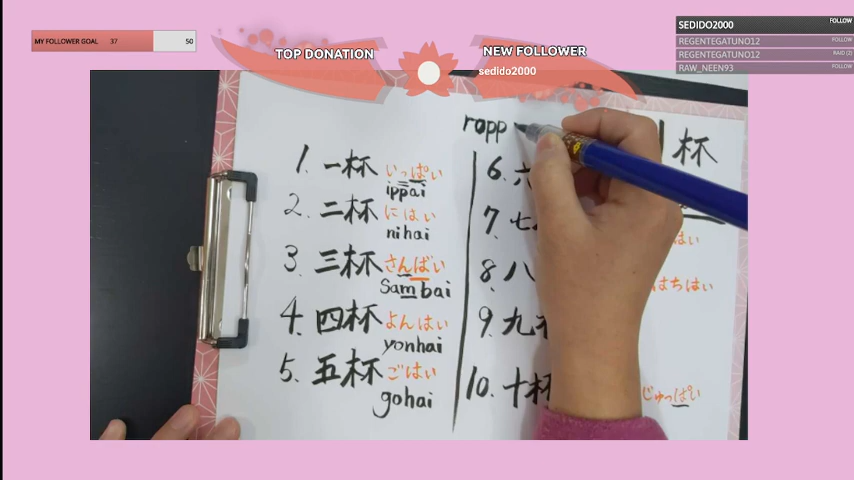 MY FOLLOWER GOAL 37 50
TOP DONATION
NEW FOLLOWER
sedido2000
SEDIDO2000 FOLLOW
REGENTEGATUNO12 FOLLOW
REGENTEGATUNO12 RAID (2)
RAW_NEEN93 FOLLOW
杯
1. 一杯 いっぱい
ippai
2. 二杯 にはい
nihai
3. 三杯 さんばい
Sam bai
4. 四杯 よんはい
yonhai
5. 五杯 ごはい
gohai
ropp
6. 六
7. 七
8. 八
はちはい
9. 九
10. 十杯 じゅっぱい